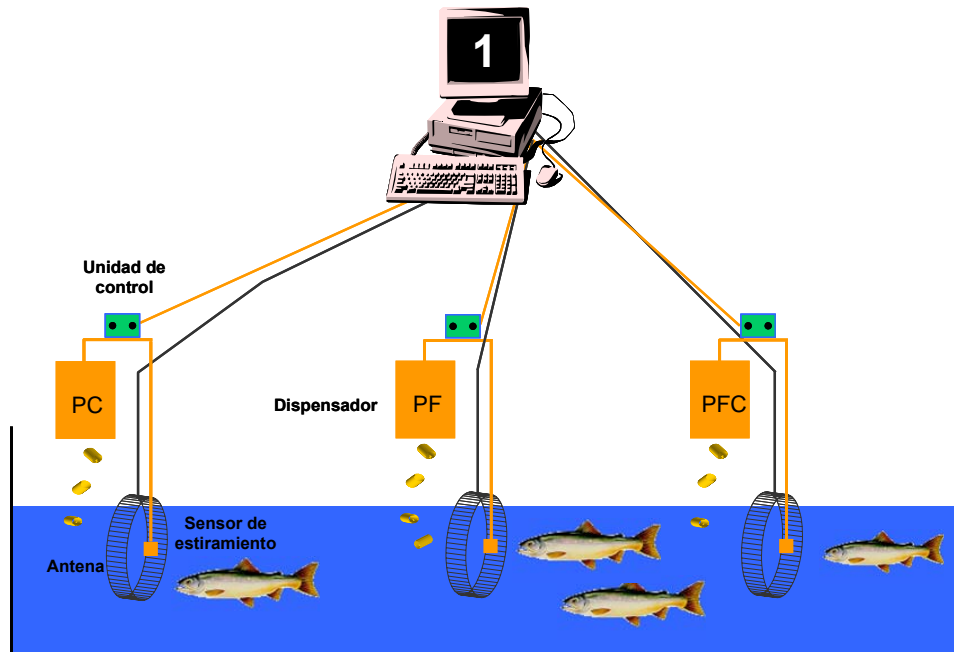 1
Unidad de
control
PC
Dispensador
PF
PFC
Sensor de
estiramiento
Antena